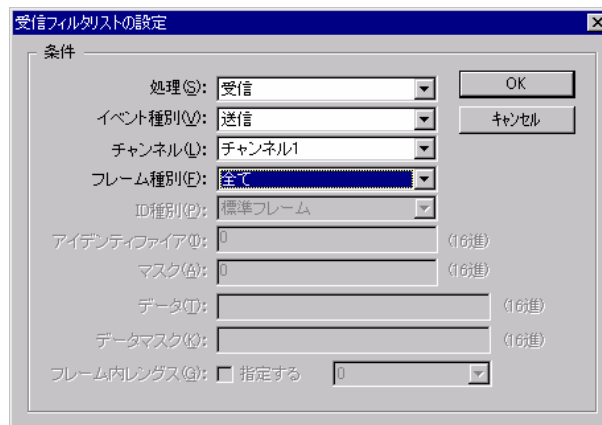 受信フィルタリストの設定
条件
処理(S): 受信
OK
イベント種別(V): 送信
キャンセル
チャンネル(L): チャンネル1
フレーム種別(F): 全て
ID種別(P): 標準フレーム
アイデンティファイア(I): 0 (16進)
マスク(A): 0 (16進)
データ(T): (16進)
データマスク(K): (16進)
フレーム内レングス(G): 指定する 0